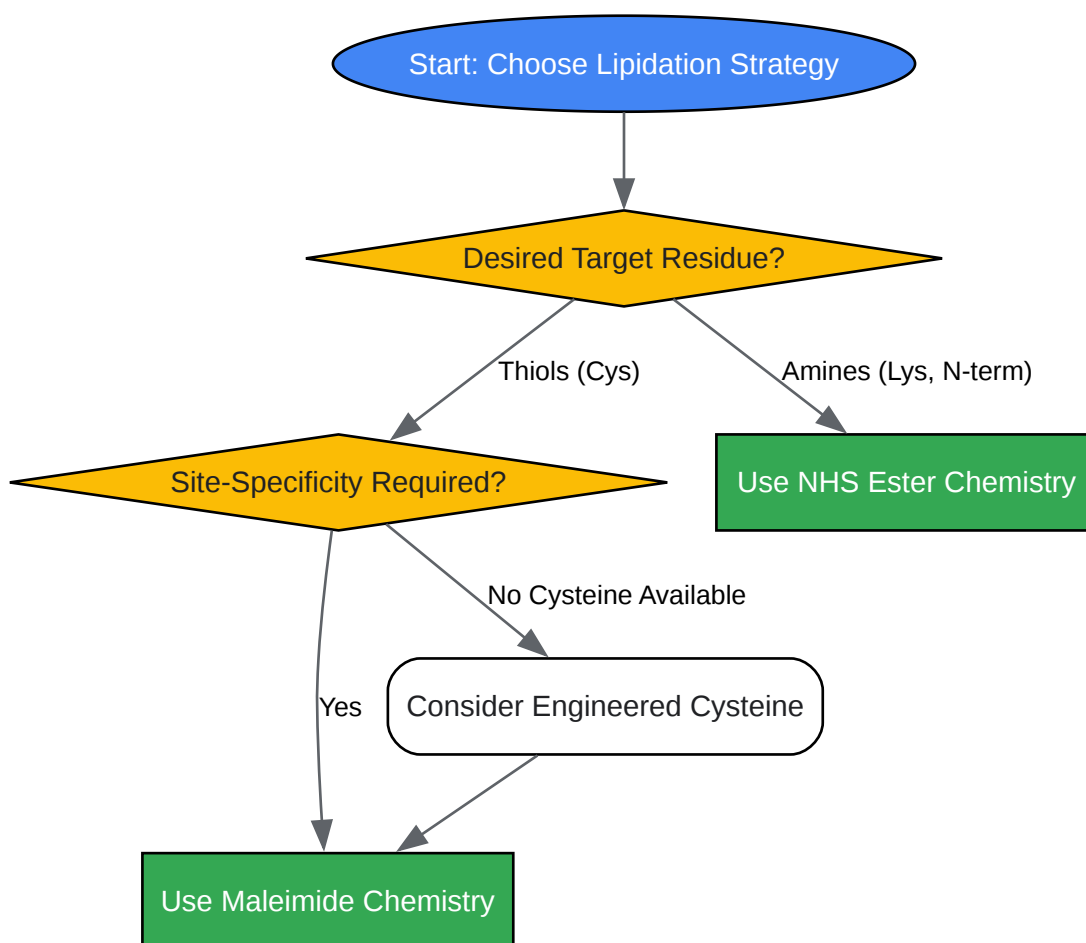 Start: Choose Lipidation Strategy
Desired Target Residue?
Thiols (Cys)
Amines (Lys, N-term)
Site-Specificity Required?
Use NHS Ester Chemistry
No Cysteine Available
Yes
Consider Engineered Cysteine
Use Maleimide Chemistry